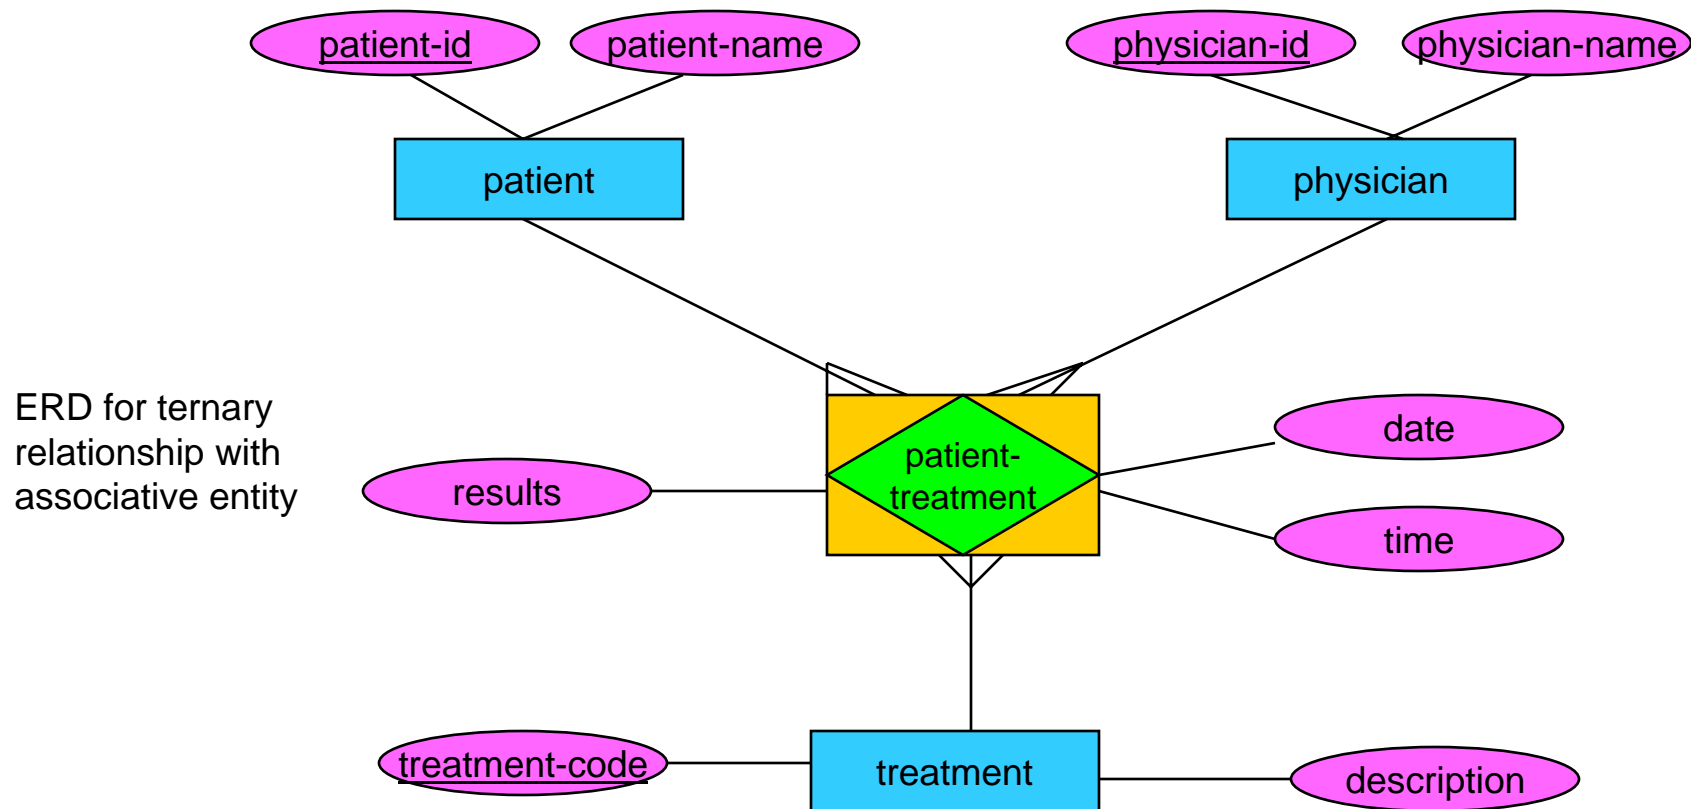 patient-id
patient-name
physician-id
physician-name
patient
physician
ERD for ternary
relationship with
associative entity
results
patient-
treatment
date
time
treatment-code
treatment
description